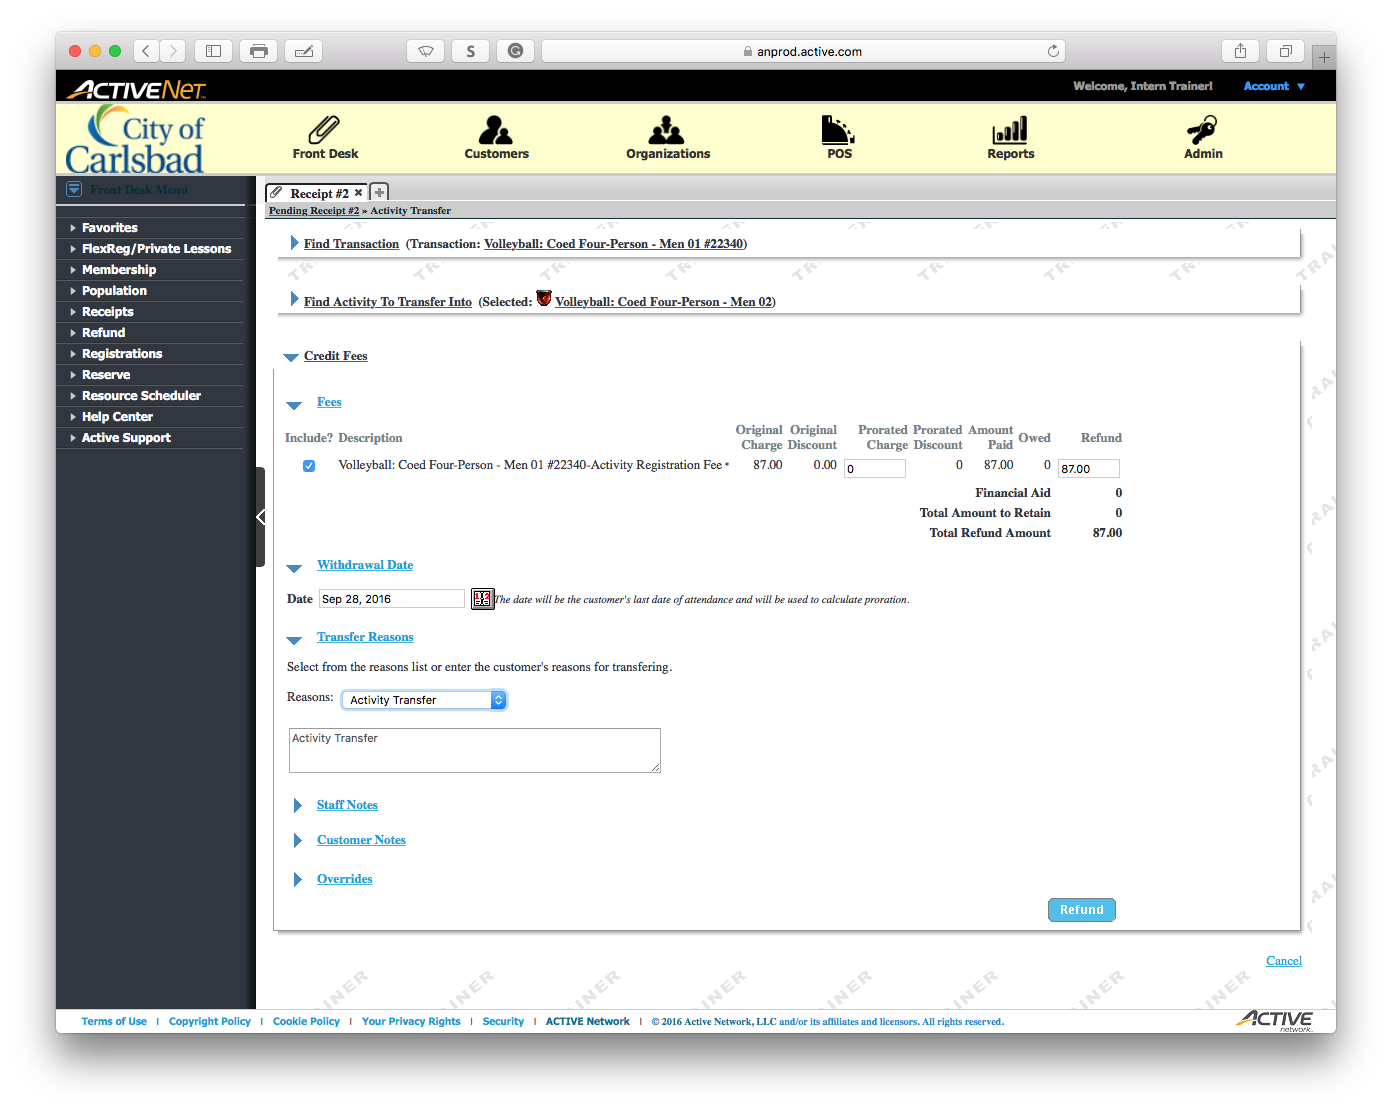 S
anprod.active.com
ACTIVENET
Welcome, Intern Trainer!
Account
City of
Carlsbad
Front Desk
Customers
Organizations
POS
Reports
Admin
Front Desk Menu
Receipt #2
Pending Receipt #2 » Activity Transfer
Favorites
FlexReg/Private Lessons
Membership
Population
Receipts
Refund
Registrations
Reserve
Resource Scheduler
Help Center
Active Support
Find Transaction (Transaction: Volleyball: Coed Four-Person - Men 01 #22340)
Find Activity To Transfer Into (Selected: Volleyball: Coed Four-Person - Men 02)
Credit Fees
Fees
Include? Description Original Charge Original Discount Prorated Charge Prorated Discount Amount Paid Owed Refund
Volleyball: Coed Four-Person - Men 01 #22340-Activity Registration Fee * 87.00 0.00 0 0 87.00 0 87.00
Financial Aid 0
Total Amount to Retain 0
Total Refund Amount 87.00
Withdrawal Date
Date Sep 28, 2016 The date will be the customer's last date of attendance and will be used to calculate proration.
Transfer Reasons
Select from the reasons list or enter the customer's reasons for transfering.
Reasons: Activity Transfer
Activity Transfer
Staff Notes
Customer Notes
Overrides
Refund
Cancel
Terms of Use | Copyright Policy | Cookie Policy | Your Privacy Rights | Security | ACTIVE Network | © 2016 Active Network, LLC and/or its affiliates and licensors. All rights reserved.
ACTIVE
network